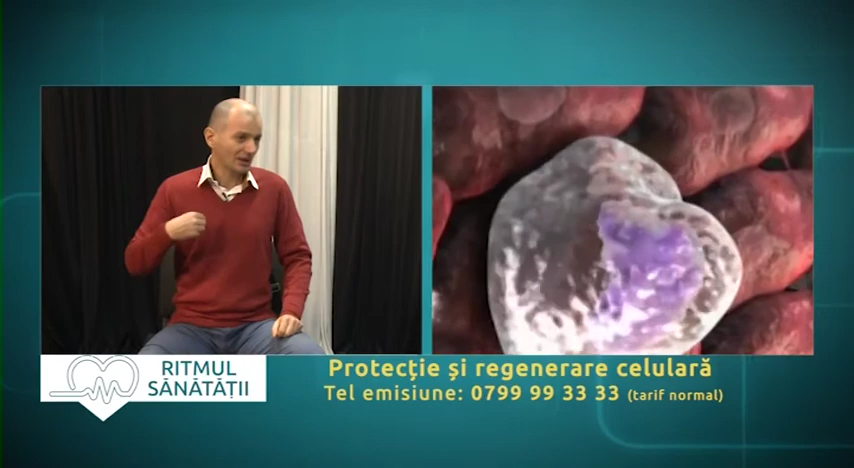 RITMUL
SĂNĂTĂȚII
Protecție și regenerare celulară
Tel emisiune: 0799 99 33 33 (tarif normal)